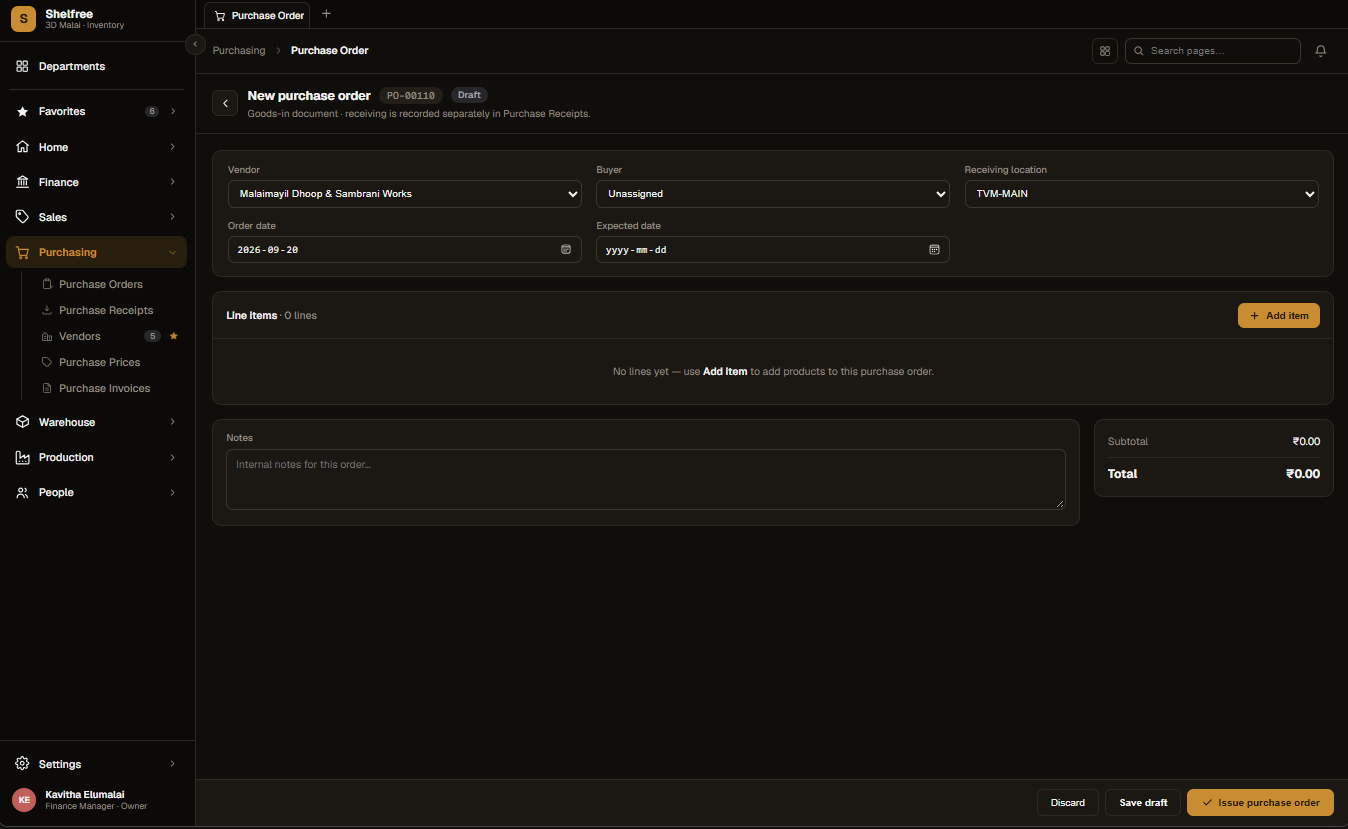 S
Shelfree
3D Malai · Inventory
Departments
Favorites 6
Home
Finance
Sales
Purchasing
Purchase Orders
Purchase Receipts
Vendors 5
Purchase Prices
Purchase Invoices
Warehouse
Production
People
Settings
KE
Kavitha Elumalai
Finance Manager · Owner
Purchase Order
Purchasing > Purchase Order
Search pages...
New purchase order PO-00110 Draft
Goods-in document · receiving is recorded separately in Purchase Receipts.
Vendor
Malaimayil Dhoop & Sambrani Works
Buyer
Unassigned
Receiving location
TVM-MAIN
Order date
2026-09-20
Expected date
yyyy-mm-dd
Line items · 0 lines
+ Add item
No lines yet — use Add item to add products to this purchase order.
Notes
Internal notes for this order…
Subtotal ₹0.00
Total ₹0.00
Discard
Save draft
Issue purchase order